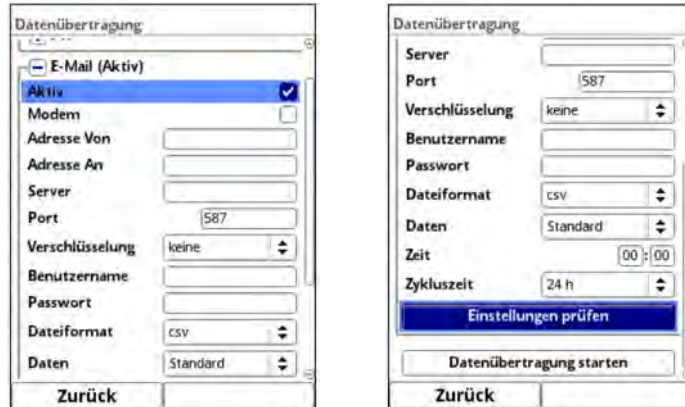 Datenübertragung
E-Mail (Aktiv)
Aktiv
Modem
Adresse Von
Adresse An
Server
Port 587
Verschlüsselung keine
Benutzername
Passwort
Dateiformat csv
Daten Standard
Zurück
Datenübertragung
Server
Port 587
Verschlüsselung keine
Benutzername
Passwort
Dateiformat csv
Daten Standard
Zeit 00:00
Zykluszeit 24 h
Einstellungen prüfen
Datenübertragung starten
Zurück